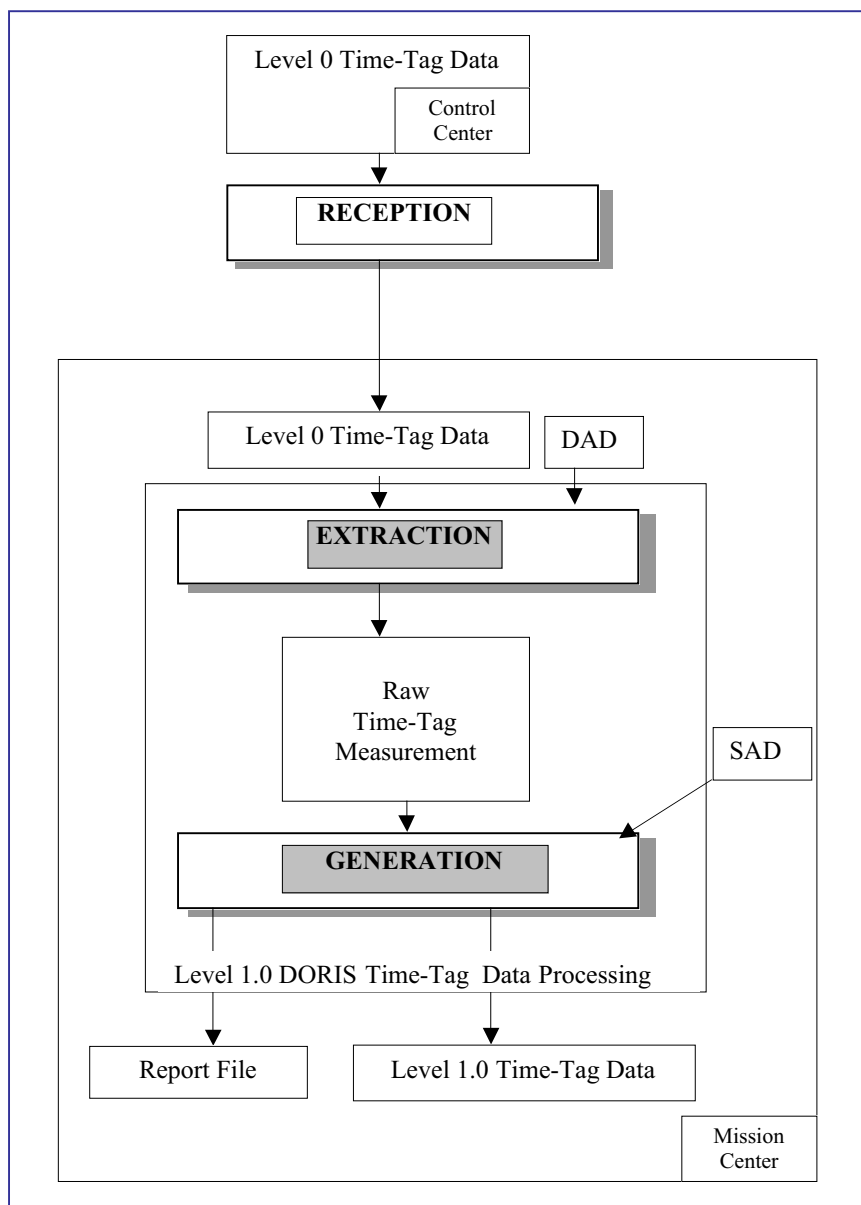 Level 0 Time-Tag Data
Control
Center
RECEPTION
Level 0 Time-Tag Data
DAD
EXTRACTION
Raw
Time-Tag
Measurement
SAD
GENERATION
Level 1.0 DORIS Time-Tag Data Processing
Report File
Level 1.0 Time-Tag Data
Mission
Center